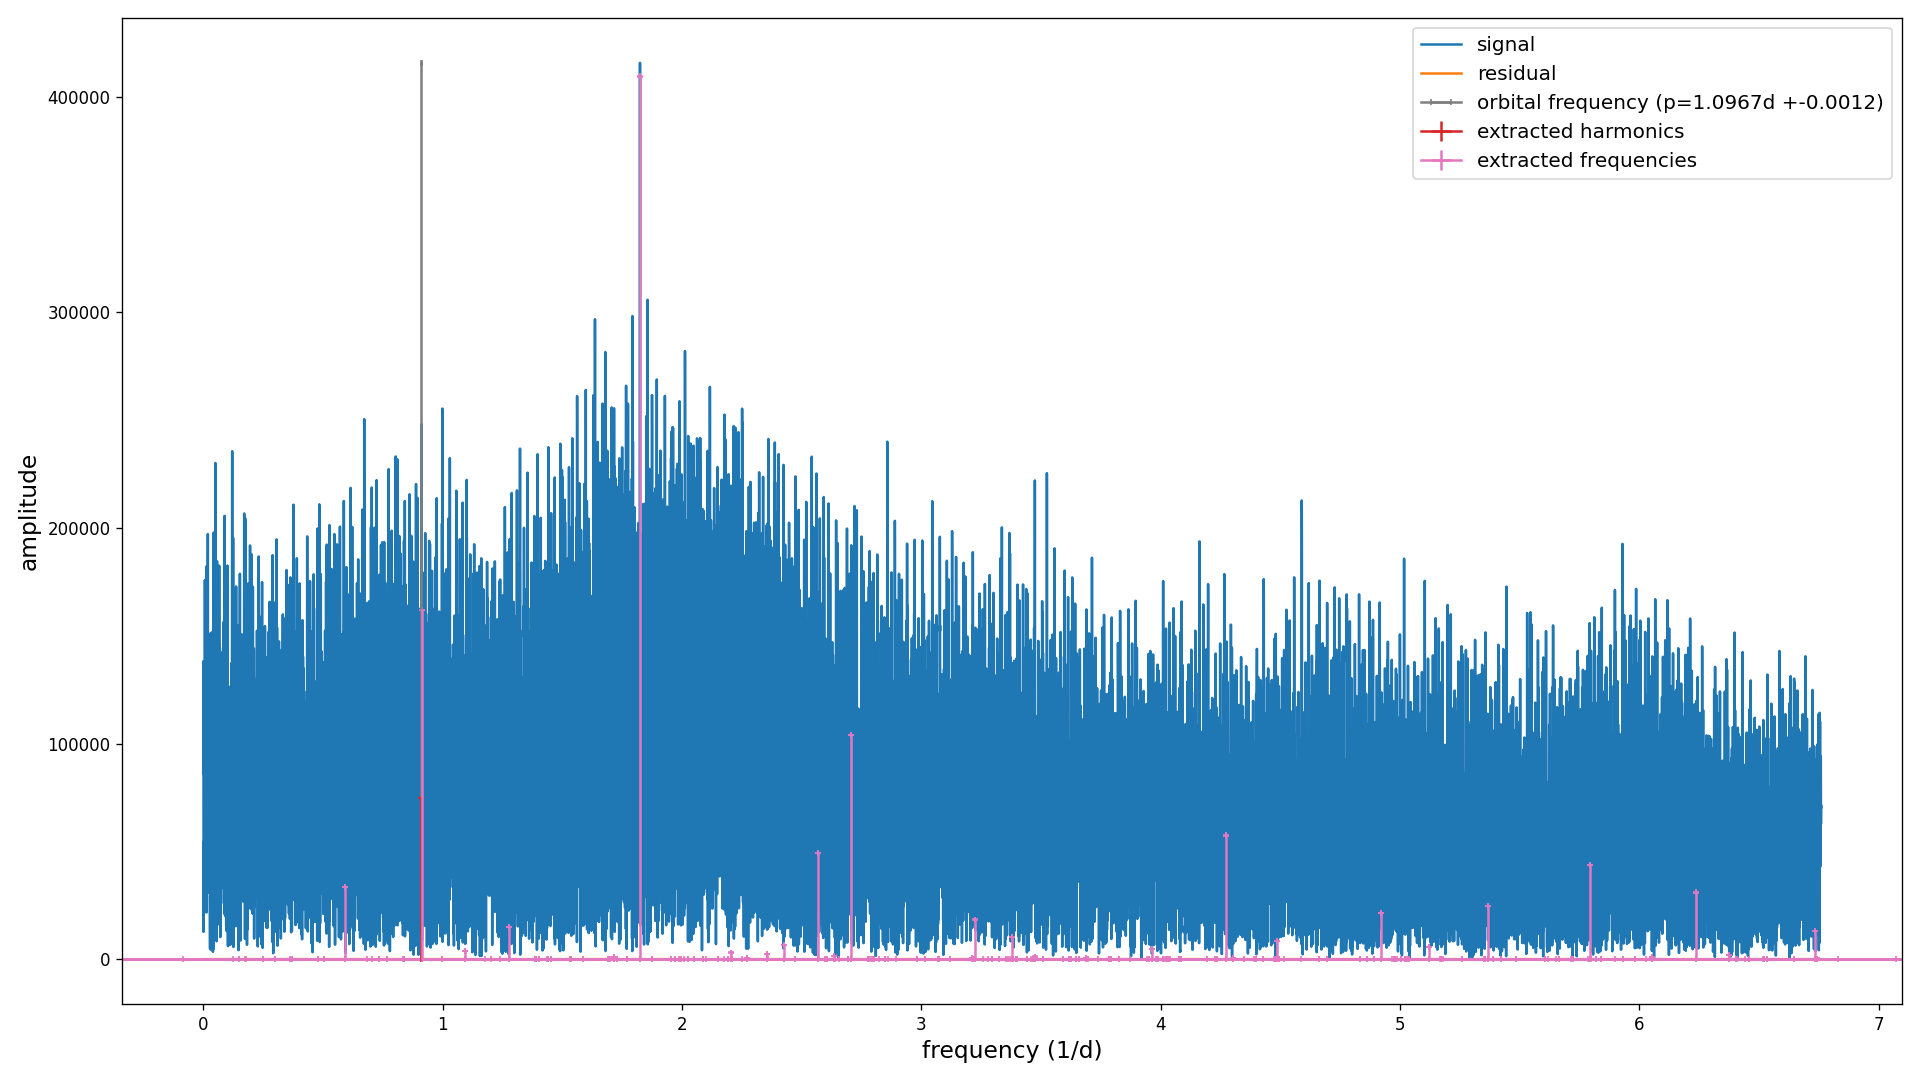 signal
residual
orbital frequency (p=1.0967d +-0.0012)
extracted harmonics
extracted frequencies
400000
300000
200000
100000
0
amplitude
0 1 2 3 4 5 6 7
frequency (1/d)